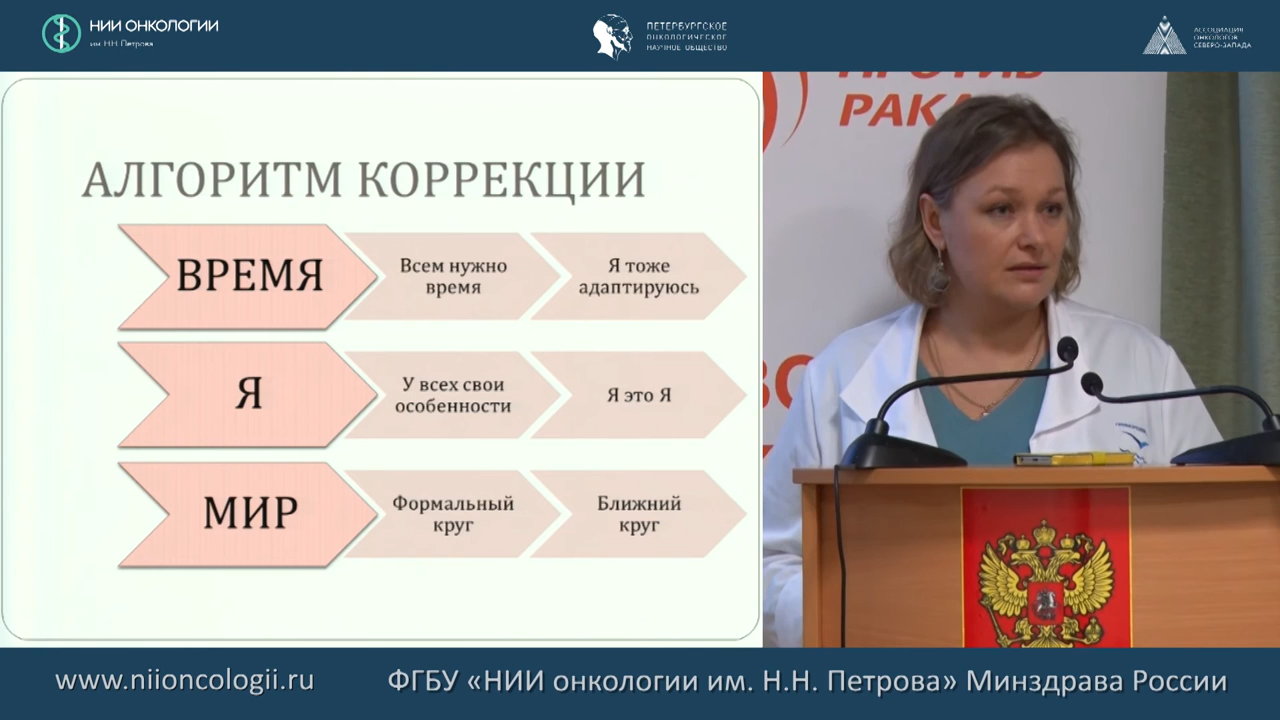 НИИ ОНКОЛОГИИ
им. Н.Н. Петрова
ПЕТЕРБУРГСКОЕ
ОНКОЛОГИЧЕСКОЕ
НАУЧНОЕ ОБЩЕСТВО
АССОЦИАЦИЯ
ОНКОЛОГОВ
СЕВЕРО-ЗАПАДА
ПРОТИВ
РАКА
АЛГОРИТМ КОРРЕКЦИИ
ВРЕМЯ
Всем нужно
время
Я тоже
адаптируюсь
Я
У всех свои
особенности
Я это Я
МИР
Формальный
круг
Ближний
круг
www.niioncologii.ru
ФГБУ «НИИ онкологии им. Н.Н. Петрова» Минздрава России